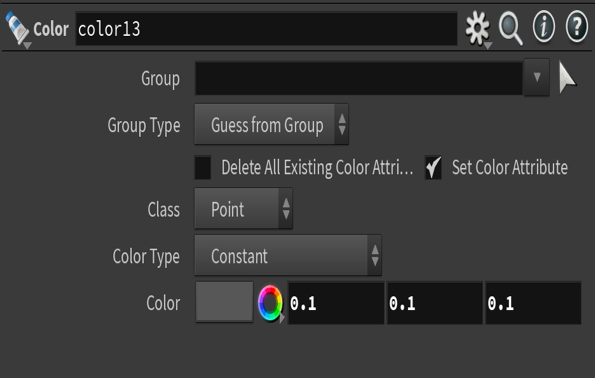 Color color13
Group
Group Type Guess from Group
Delete All Existing Color Attri... Set Color Attribute
Class Point
Color Type Constant
Color 0.1 0.1 0.1